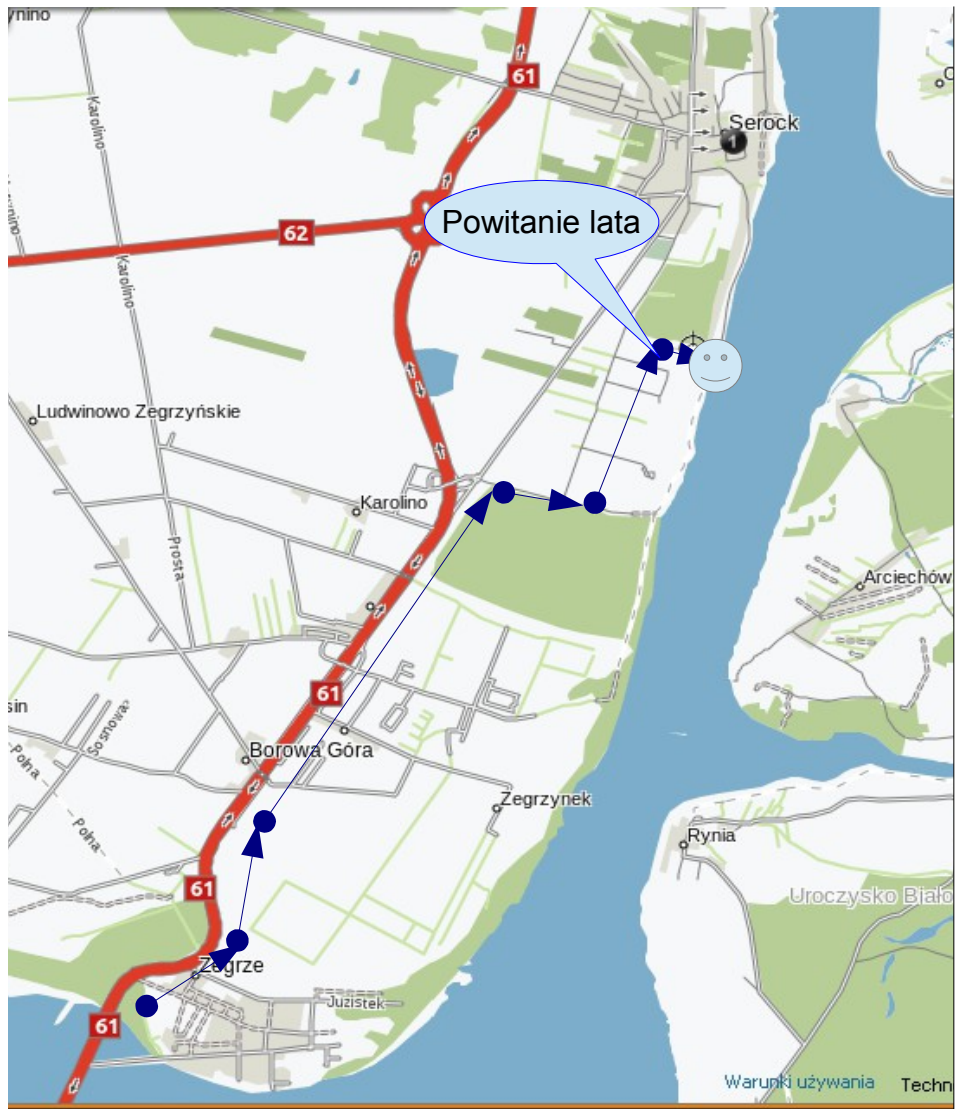 ynino
61
Karolino
Serock
1
Powitanie lata
62
Karolino
Ludwinowo Zegrzyńskie
Karolino
Prosta
Arciechów
61
sin
Sosnowa
Borowa Góra
Polna
Zegrzynek
Polna
Rynia
61
Uroczysko Biało
Zegrze
Juzistek
61
Warunki używania
Techn